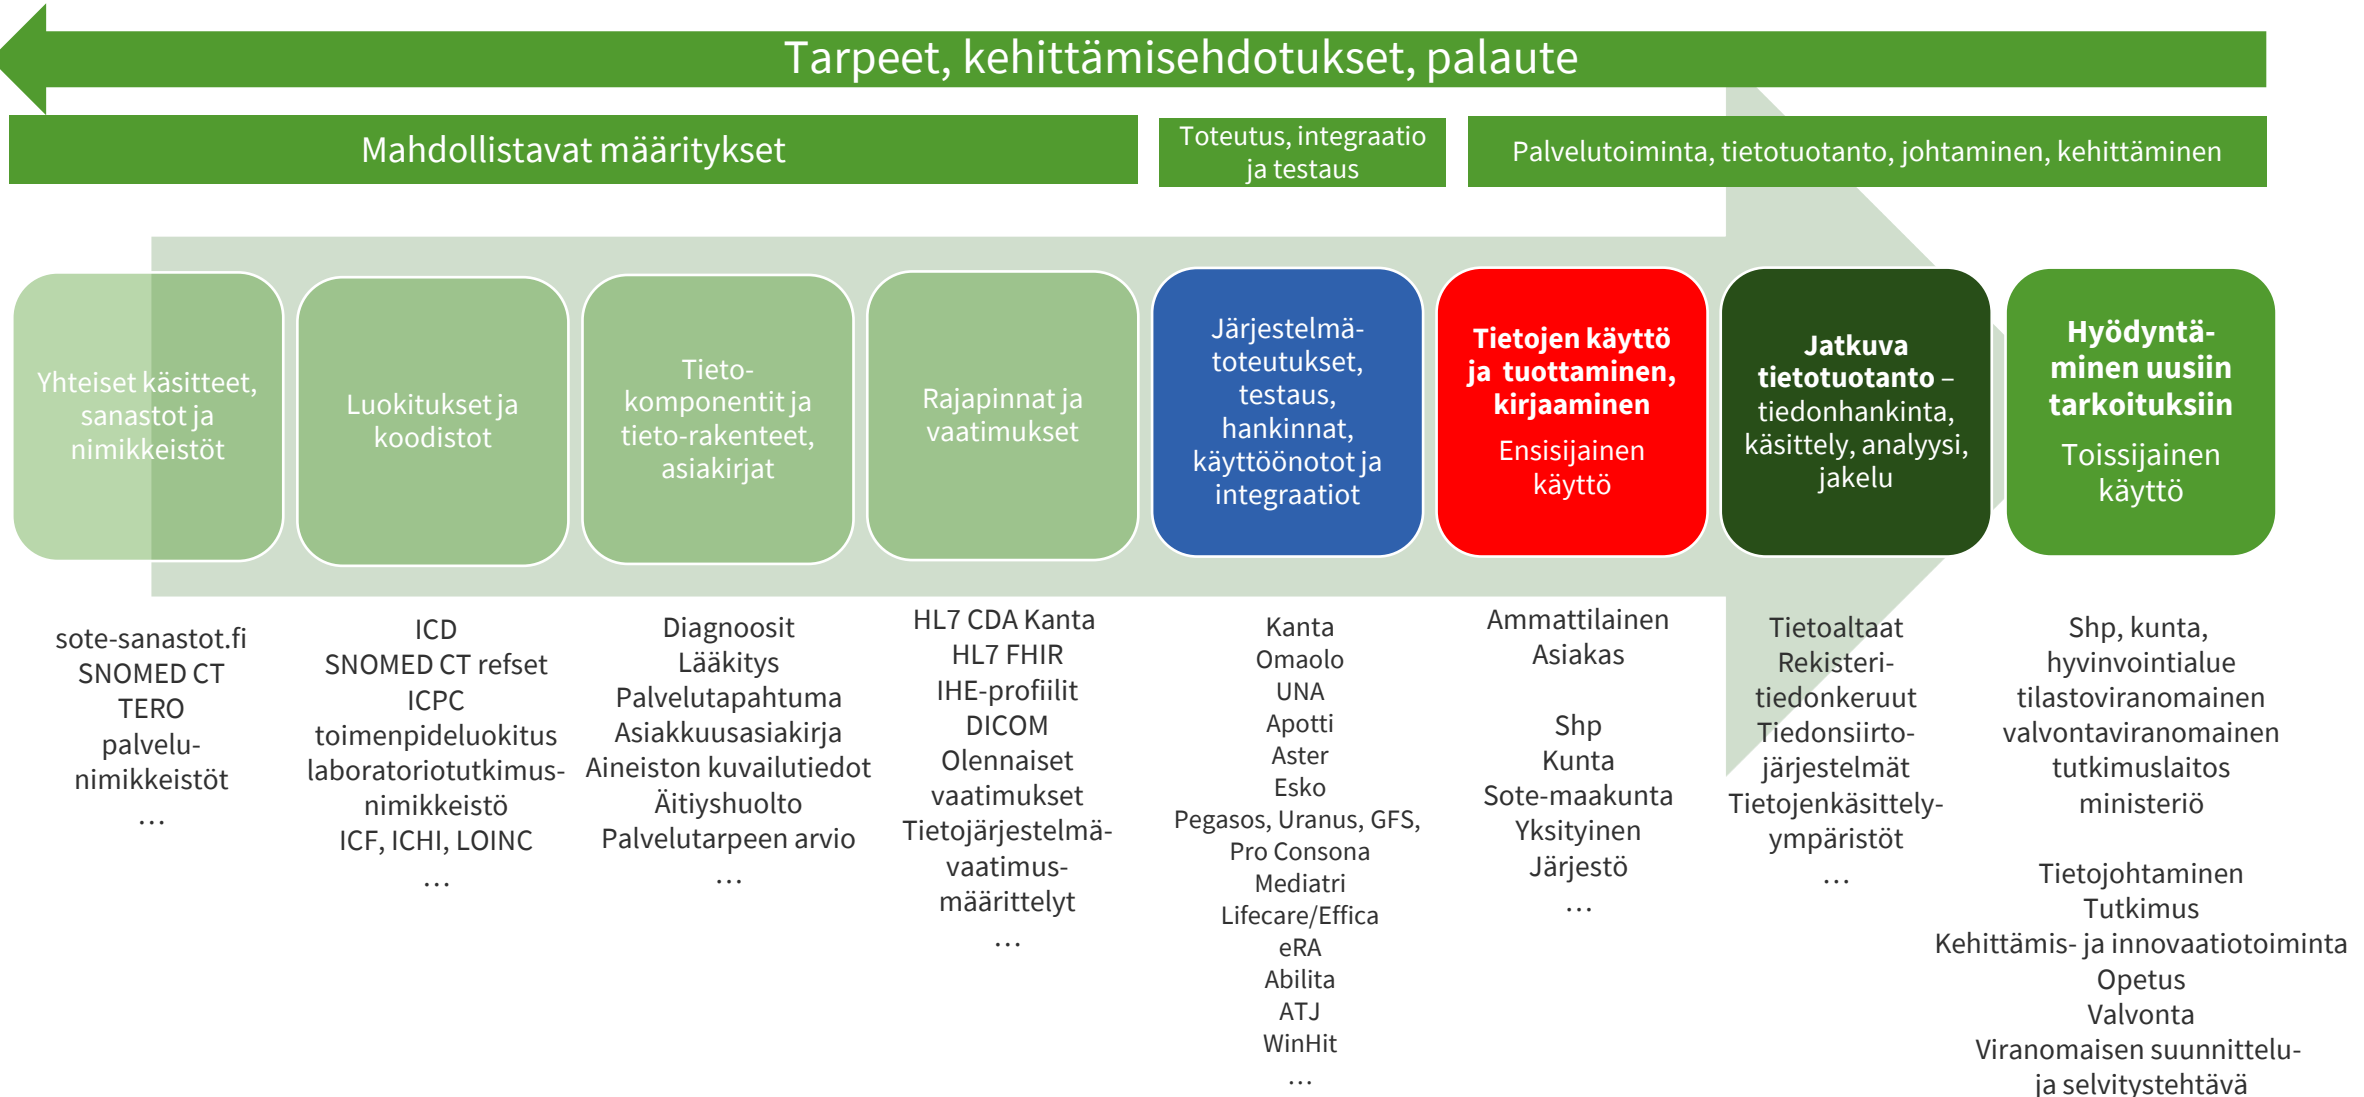 Tarpeet, kehittämisehdotukset, palaute
Mahdollistavat määritykset
Toteutus, integraatio
ja testaus
Palvelutoiminta, tietotuotanto, johtaminen, kehittäminen
Yhteiset käsitteet,
sanastot ja
nimikkeistöt
Luokitukset ja
koodistot
Tieto-
komponentit ja
tieto-rakenteet,
asiakirjat
Rajapinnat ja
vaatimukset
Järjestelmä-
toteutukset,
testaus,
hankinnat,
käyttöönotot ja
integraatiot
Tietojen käyttö
ja tuottaminen,
kirjaaminen
Ensisijainen
käyttö
Jatkuva
tietotuotanto –
tiedonhankinta,
käsittely, analyysi,
jakelu
Hyödyntä-
minen uusiin
tarkoituksiin
Toissijainen
käyttö
sote-sanastot.fi
SNOMED CT
TERO
palvelu-
nimikkeistöt
…
ICD
SNOMED CT refset
ICPC
toimenpideluokitus
laboratoriotutkimus-
nimikkeistö
ICF, ICHI, LOINC
…
Diagnoosit
Lääkitys
Palvelutapahtuma
Asiakkuusasiakirja
Aineiston kuvailutiedot
Äitiyshuolto
Palvelutarpeen arvio
…
HL7 CDA Kanta
HL7 FHIR
IHE-profiilit
DICOM
Olennaiset
vaatimukset
Tietojärjestelmä-
vaatimus-
määrittelyt
…
Kanta
Omaolo
UNA
Apotti
Aster
Esko
Pegasos, Uranus, GFS,
Pro Consona
Mediatri
Lifecare/Effica
eRA
Abilita
ATJ
WinHit
…
Ammattilainen
Asiakas
Shp
Kunta
Sote-maakunta
Yksityinen
Järjestö
…
Tietoaltaat
Rekisteri-
tiedonkeruut
Tiedonsiirto-
järjestelmät
Tietojenkäsittely-
ympäristöt
…
Shp, kunta,
hyvinvointialue
tilastoviranomainen
valvontaviranomainen
tutkimuslaitos
ministeriö
Tietojohtaminen
Tutkimus
Kehittämis- ja innovaatiotoiminta
Opetus
Valvonta
Viranomaisen suunnittelu-
ja selvitystehtävä